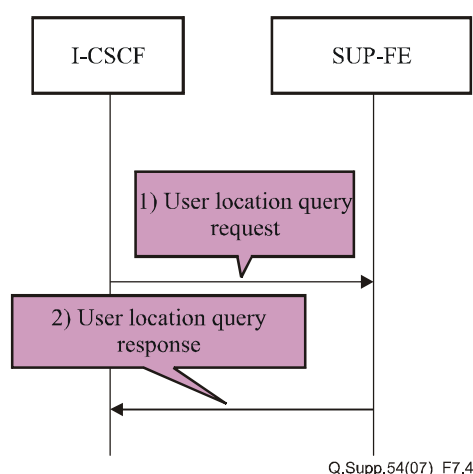 I-CSCF
SUP-FE
1) User location query
request
2) User location query
response
Q.Supp.54(07)_F7.4